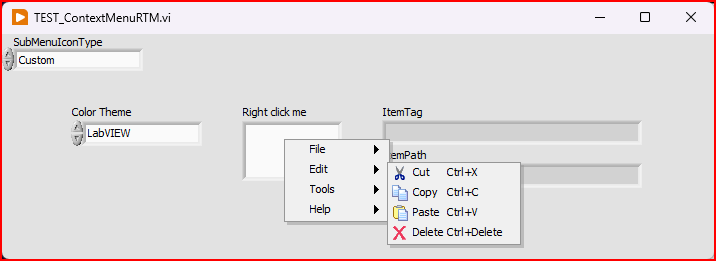 TEST_ContextMenuRTM.vi
SubMenuIconType
Custom
Color Theme
Right click me
ItemTag
LabVIEW
File
Edit
Tools
Help
emPath
Cut Ctrl+X
Copy Ctrl+C
Paste Ctrl+V
Delete Ctrl+Delete